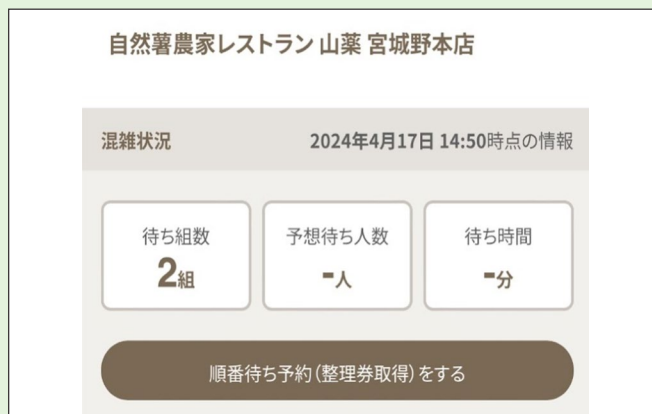 自然薯農家レストラン 山薬 宮城野本店
混雑状況 2024年4月17日 14:50時点の情報
待ち組数 予想待ち人数 待ち時間
2組 -人 -分
順番待ち予約(整理券取得)をする